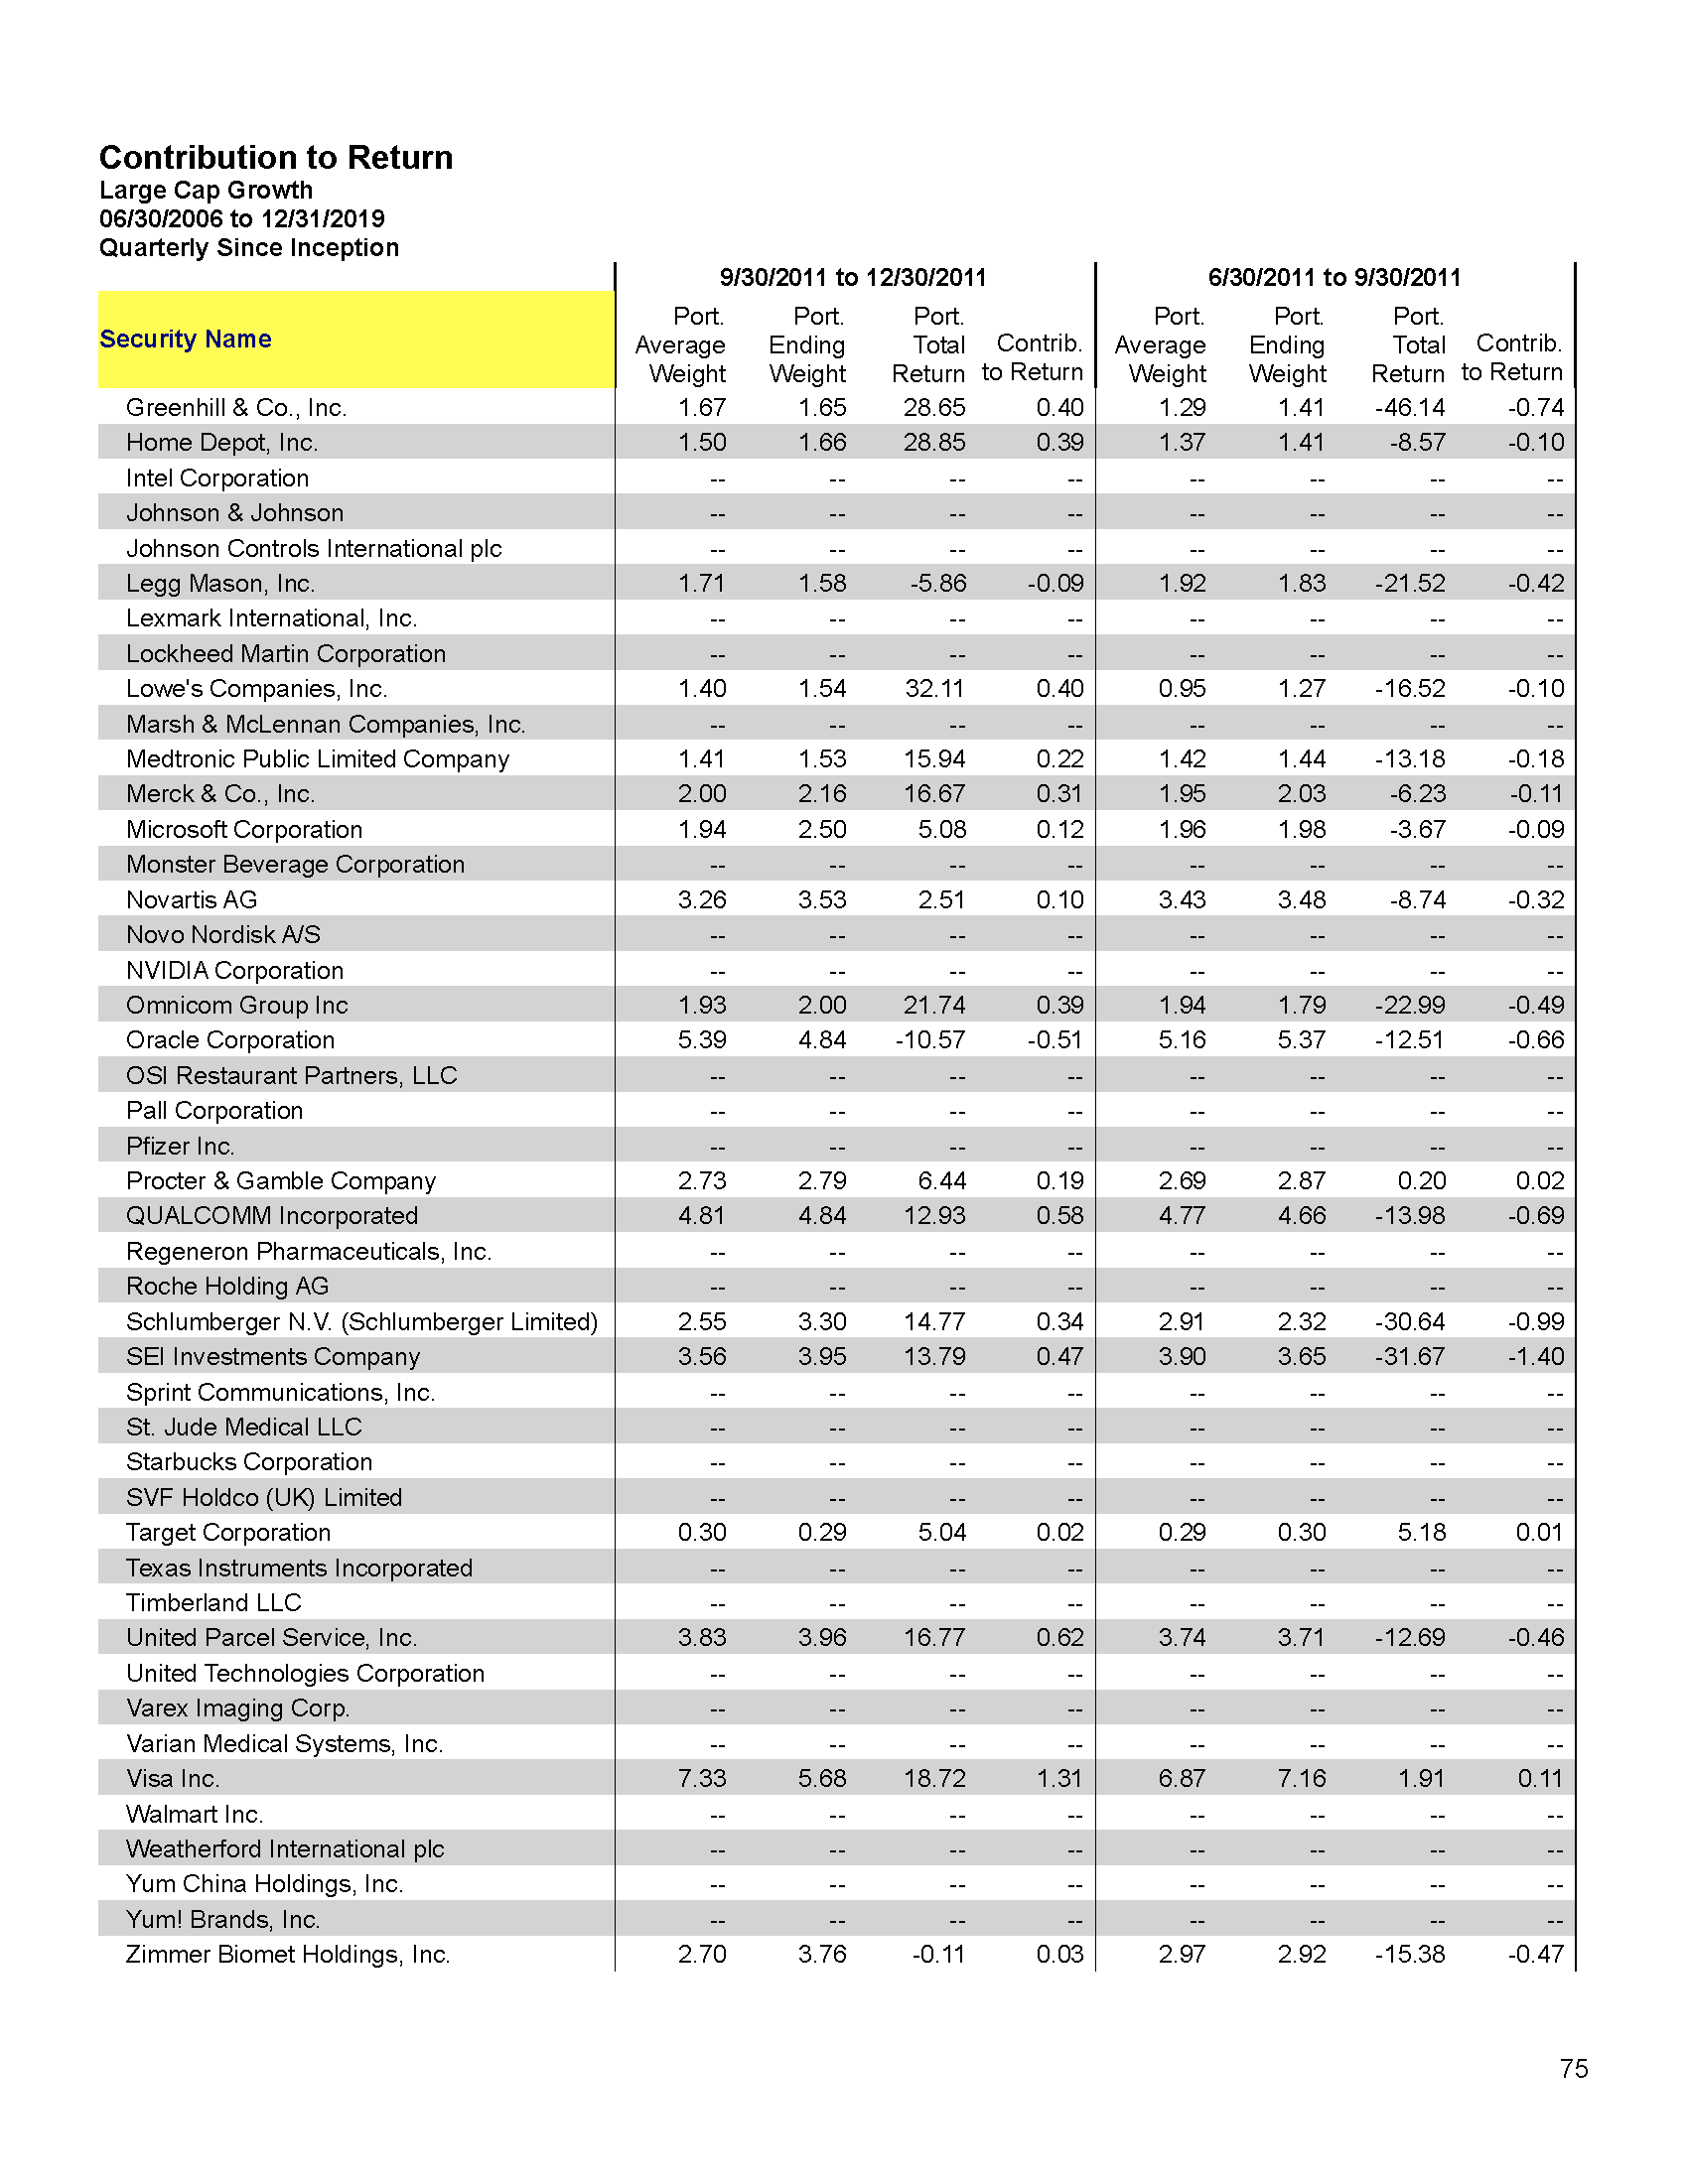 Contribution to Return
Large Cap Growth
06/30/2006 to 12/31/2019
Quarterly Since Inception
9/30/2011 to 12/30/2011 6/30/2011 to 9/30/2011
Security Name
Port. Port. Port. Port. Port. Port.
Average Ending Total Contrib. Average Ending Total Contrib.
Weight Weight Return to Return Weight Weight Return to Return
Greenhill & Co., Inc. 1.67 1.65 28.65 0.40 1.29 1.41 -46.14 -0.74
Home Depot, Inc. 1.50 1.66 28.85 0.39 1.37 1.41 -8.57 -0.10
Intel Corporation -- -- -- -- -- -- -- --
Johnson & Johnson -- -- -- -- -- -- -- --
Johnson Controls International plc -- -- -- -- -- -- -- --
Legg Mason, Inc. 1.71 1.58 -5.86 -0.09 1.92 1.83 -21.52 -0.42
Lexmark International, Inc. -- -- -- -- -- -- -- --
Lockheed Martin Corporation -- -- -- -- -- -- -- --
Lowe's Companies, Inc. 1.40 1.54 32.11 0.40 0.95 1.27 -16.52 -0.10
Marsh & McLennan Companies, Inc. -- -- -- -- -- -- -- --
Medtronic Public Limited Company 1.41 1.53 15.94 0.22 1.42 1.44 -13.18 -0.18
Merck & Co., Inc. 2.00 2.16 16.67 0.31 1.95 2.03 -6.23 -0.11
Microsoft Corporation 1.94 2.50 5.08 0.12 1.96 1.98 -3.67 -0.09
Monster Beverage Corporation -- -- -- -- -- -- -- --
Novartis AG 3.26 3.53 2.51 0.10 3.43 3.48 -8.74 -0.32
Novo Nordisk A/S -- -- -- -- -- -- -- --
NVIDIA Corporation -- -- -- -- -- -- -- --
Omnicom Group Inc 1.93 2.00 21.74 0.39 1.94 1.79 -22.99 -0.49
Oracle Corporation 5.39 4.84 -10.57 -0.51 5.16 5.37 -12.51 -0.66
OSI Restaurant Partners, LLC -- -- -- -- -- -- -- --
Pall Corporation -- -- -- -- -- -- -- --
Pfizer Inc. -- -- -- -- -- -- -- --
Procter & Gamble Company 2.73 2.79 6.44 0.19 2.69 2.87 0.20 0.02
QUALCOMM Incorporated 4.81 4.84 12.93 0.58 4.77 4.66 -13.98 -0.69
Regeneron Pharmaceuticals, Inc. -- -- -- -- -- -- -- --
Roche Holding AG -- -- -- -- -- -- -- --
Schlumberger N.V. (Schlumberger Limited) 2.55 3.30 14.77 0.34 2.91 2.32 -30.64 -0.99
SEI Investments Company 3.56 3.95 13.79 0.47 3.90 3.65 -31.67 -1.40
Sprint Communications, Inc. -- -- -- -- -- -- -- --
St. Jude Medical LLC -- -- -- -- -- -- -- --
Starbucks Corporation -- -- -- -- -- -- -- --
SVF Holdco (UK) Limited -- -- -- -- -- -- -- --
Target Corporation 0.30 0.29 5.04 0.02 0.29 0.30 5.18 0.01
Texas Instruments Incorporated -- -- -- -- -- -- -- --
Timberland LLC -- -- -- -- -- -- -- --
United Parcel Service, Inc. 3.83 3.96 16.77 0.62 3.74 3.71 -12.69 -0.46
United Technologies Corporation -- -- -- -- -- -- -- --
Varex Imaging Corp. -- -- -- -- -- -- -- --
Varian Medical Systems, Inc. -- -- -- -- -- -- -- --
Visa Inc. 7.33 5.68 18.72 1.31 6.87 7.16 1.91 0.11
Walmart Inc. -- -- -- -- -- -- -- --
Weatherford International plc -- -- -- -- -- -- -- --
Yum China Holdings, Inc. -- -- -- -- -- -- -- --
Yum! Brands, Inc. -- -- -- -- -- -- -- --
Zimmer Biomet Holdings, Inc. 2.70 3.76 -0.11 0.03 2.97 2.92 -15.38 -0.47
75